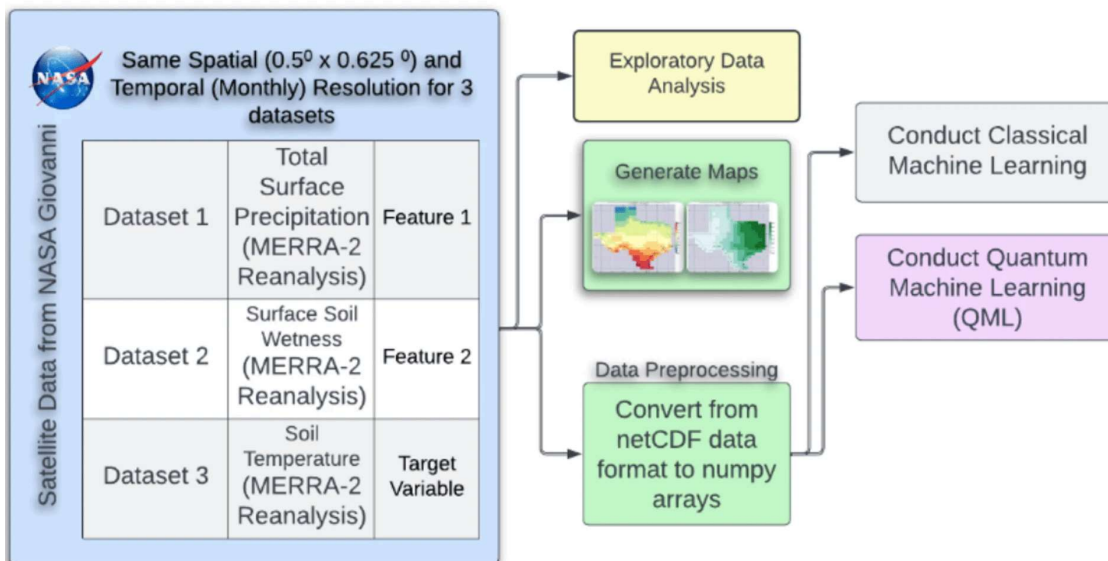 NASA
Same Spatial (0.5⁰ x 0.625 ⁰) and
Temporal (Monthly) Resolution for 3
datasets
Satellite Data from NASA Giovanni
Dataset 1
Total
Surface
Precipitation
(MERRA-2
Reanalysis)
Feature 1
Dataset 2
Surface Soil
Wetness
(MERRA-2
Reanalysis)
Feature 2
Dataset 3
Soil
Temperature
(MERRA-2
Reanalysis)
Target
Variable
Exploratory Data
Analysis
Generate Maps
Data Preprocessing
Convert from
netCDF data
format to numpy
arrays
Conduct Classical
Machine Learning
Conduct Quantum
Machine Learning
(QML)